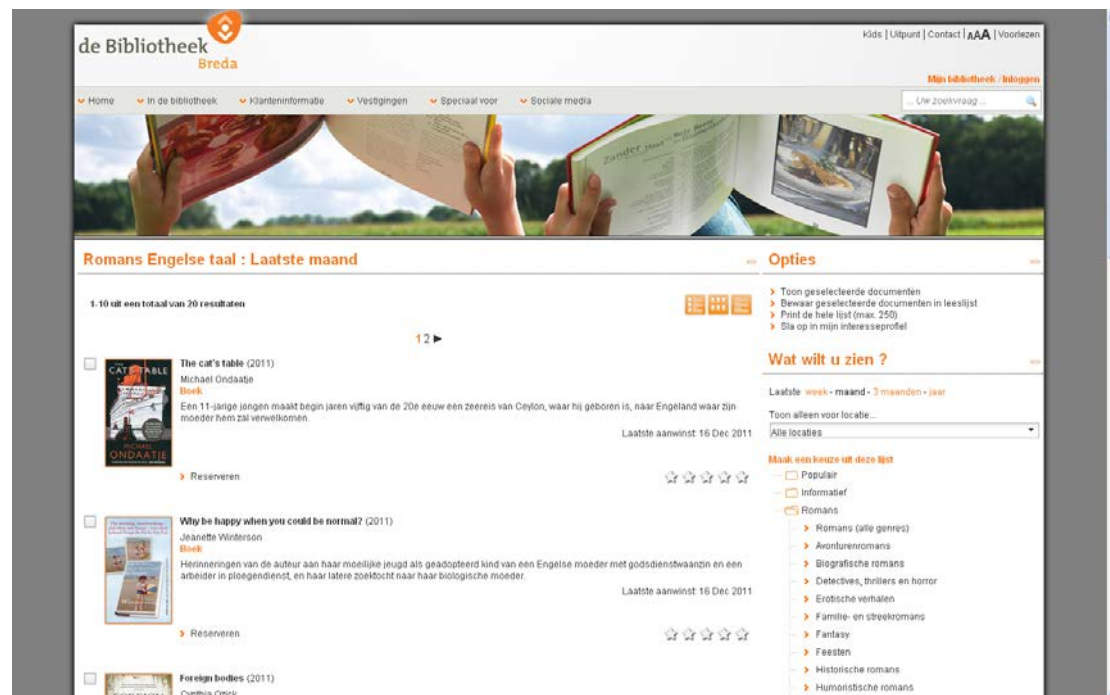 de Bibliotheek
Breda
Kids | Uitpunt | Contact | AAA | Voorlezen
Mijn bibliotheek / Inloggen
Home In de bibliotheek Klanteninformatie Vestigingen Speciaal voor Sociale media
... Uw zoekvraag ...
Zander
Romans Engelse taal : Laatste maand
1-10 uit een totaal van 20 resultaten
1 2
THE CAT'S TABLE
MICHAEL ONDAATJE
The cat's table (2011)
Michael Ondaatje
Boek
Een 11-jarige jongen maakt begin jaren vijftig van de 20e eeuw een zeereis van Ceylon, waar hij geboren is, naar Engeland waar zijn
moeder hem zal verwelkomen.
Laatste aanwinst: 16 Dec 2011
Reserveren
Why be happy when you could be normal? (2011)
Jeanette Winterson
Boek
Herinneringen van de auteur aan haar moeilijke jeugd als geadopteerd kind van een Engelse moeder met godsdienstwaanzin en een
arbeider in ploegendienst, en haar latere zoektocht naar haar biologische moeder.
Laatste aanwinst: 16 Dec 2011
Reserveren
Foreign bodies (2011)
Cynthia Ozick
Opties
Toon geselecteerde documenten
Bewaar geselecteerde documenten in leeslijst
Print de hele lijst (max. 250)
Sla op in mijn interesseprofiel
Wat wilt u zien ?
Laatste week - maand - 3 maanden - jaar
Toon alleen voor locatie...
Alle locaties
Maak een keuze uit deze lijst
Populair
Informatief
Romans
Romans (alle genres)
Avonturenromans
Biografische romans
Detectives, thrillers en horror
Erotische verhalen
Familie- en streekromans
Fantasy
Feesten
Historische romans
Humoristische romans